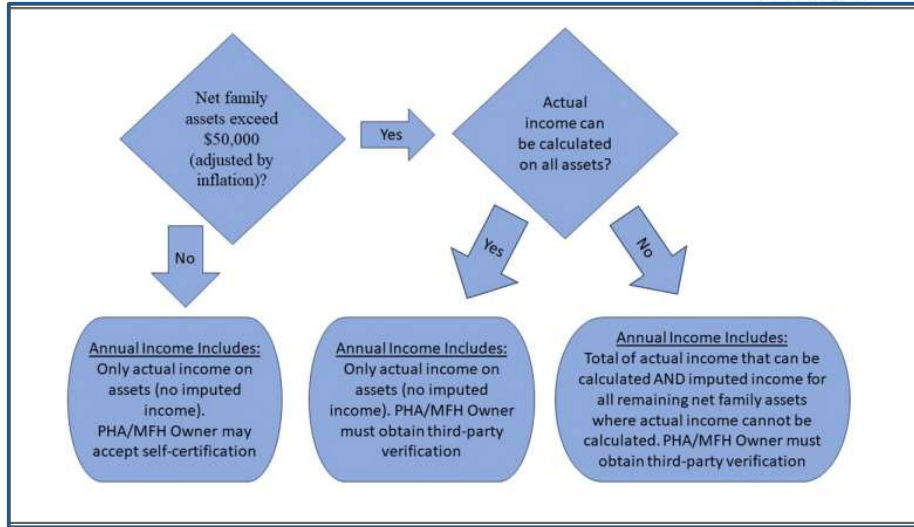 Net family
assets exceed
$50,000
(adjusted by
inflation)?
Yes
Actual
income can
be calculated
on all assets?
No
Yes
No
Annual Income Includes:
Only actual income on
assets (no imputed
income).
PHA/MFH Owner may
accept self-certification
Annual Income Includes:
Only actual income on
assets (no imputed
income). PHA/MFH Owner
must obtain third-party
verification
Annual Income Includes:
Total of actual income that can be
calculated AND imputed income for
all remaining net family assets
where actual income cannot be
calculated. PHA/MFH Owner must
obtain third-party verification